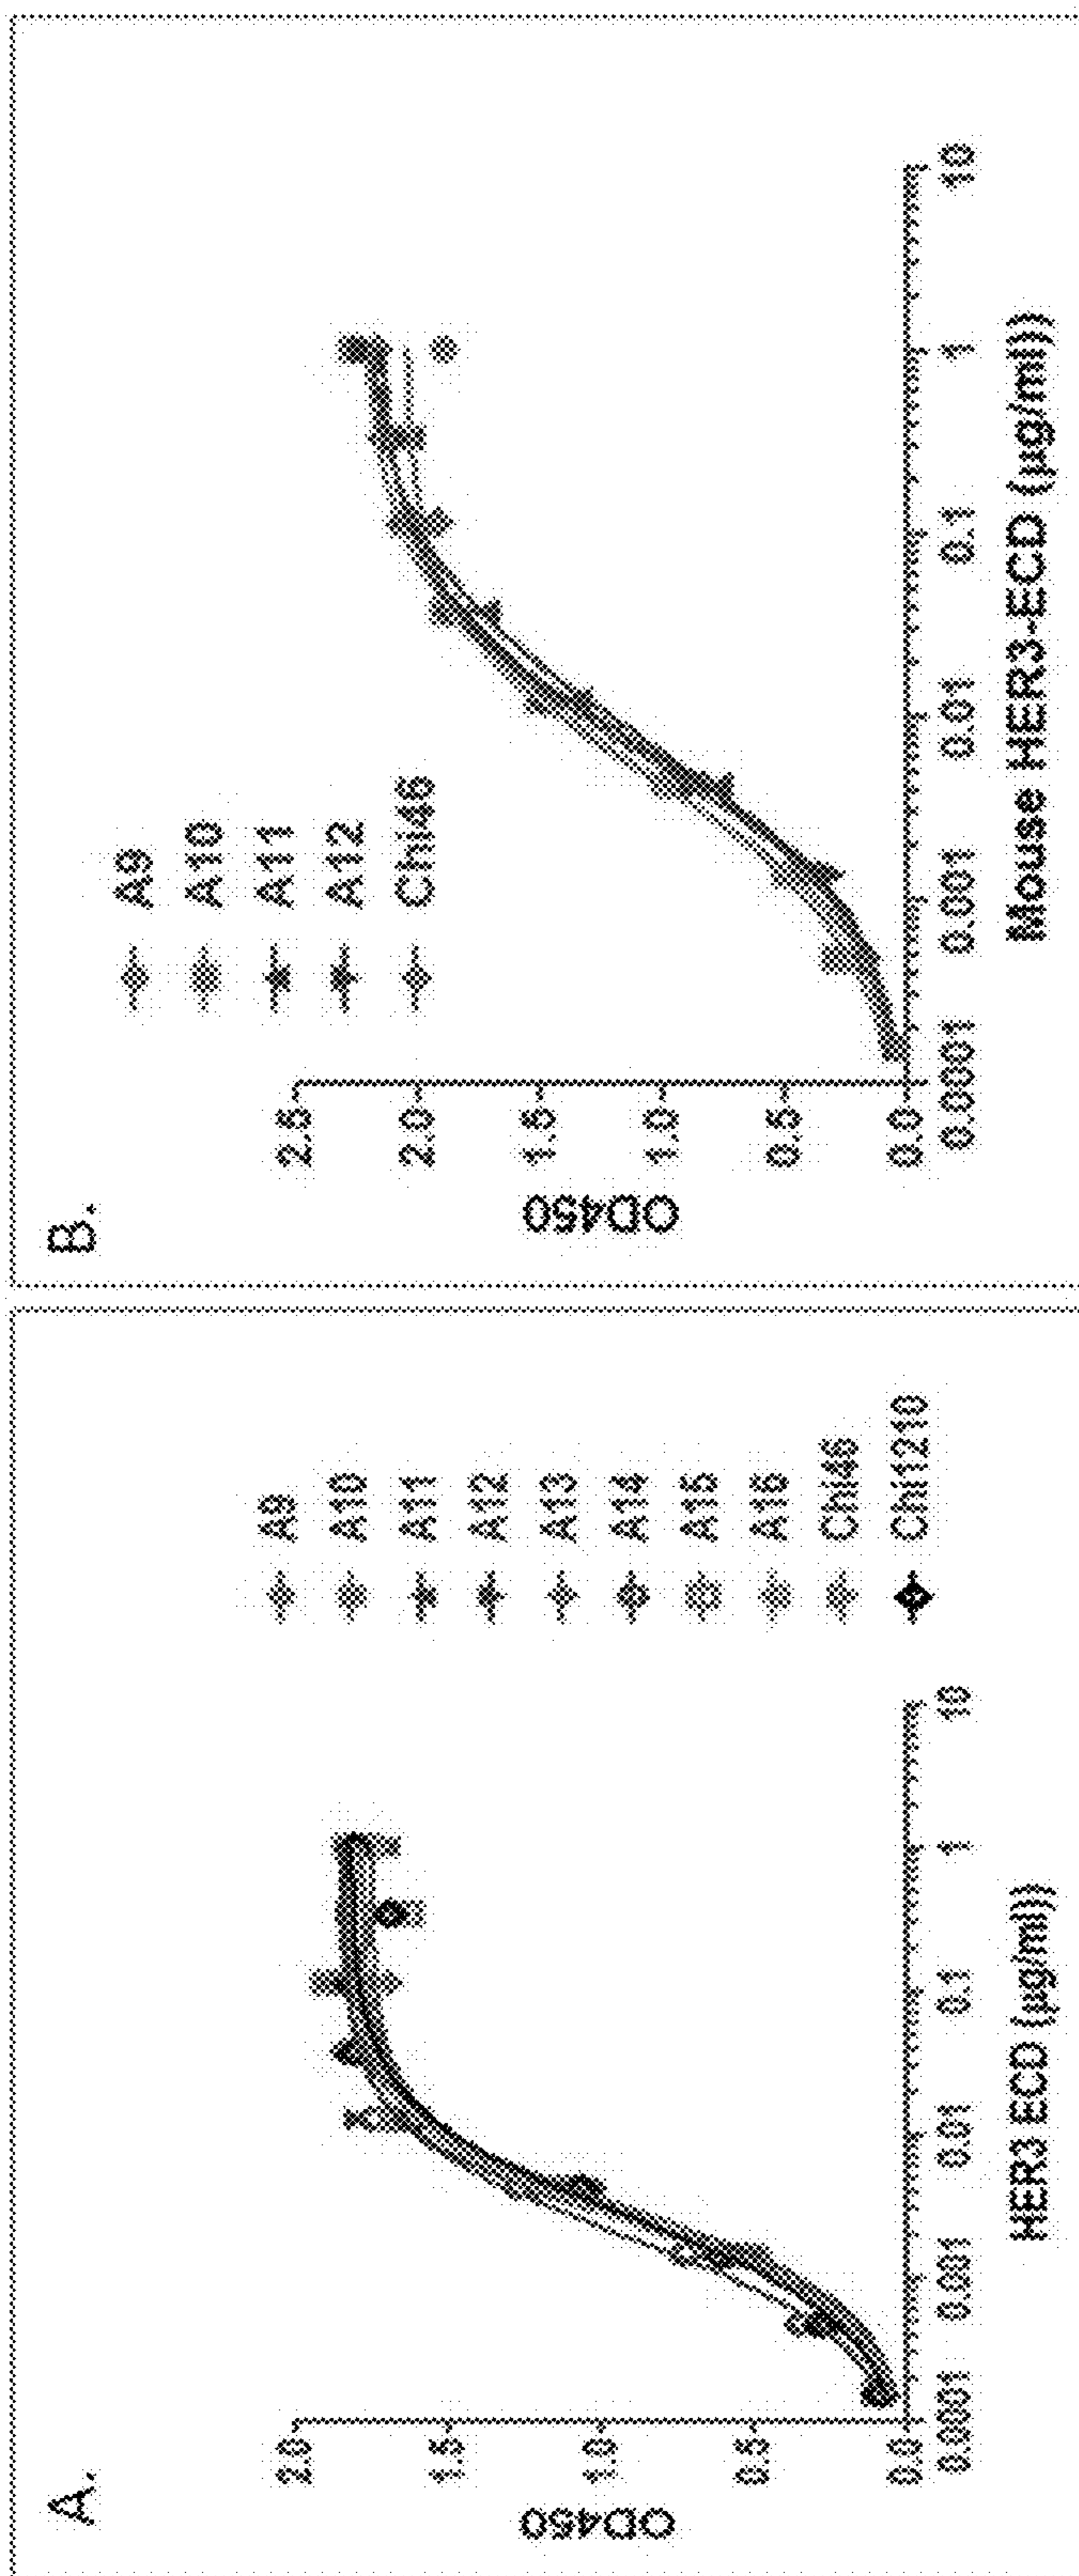 A.
OD450
2.0
1.5
1.0
0.5
0.0
0.0001
0.001
0.01
0.1
1
10
HER3 ECD (µg/ml))
A9
A10
A11
A12
A13
A14
A15
A16
Chi46
Chi1210
B.
OD450
2.5
2.0
1.5
1.0
0.5
0.0
0.0001
0.001
0.01
0.1
1
10
Mouse HER3-ECD (µg/ml))
A9
A10
A11
A12
Chi46